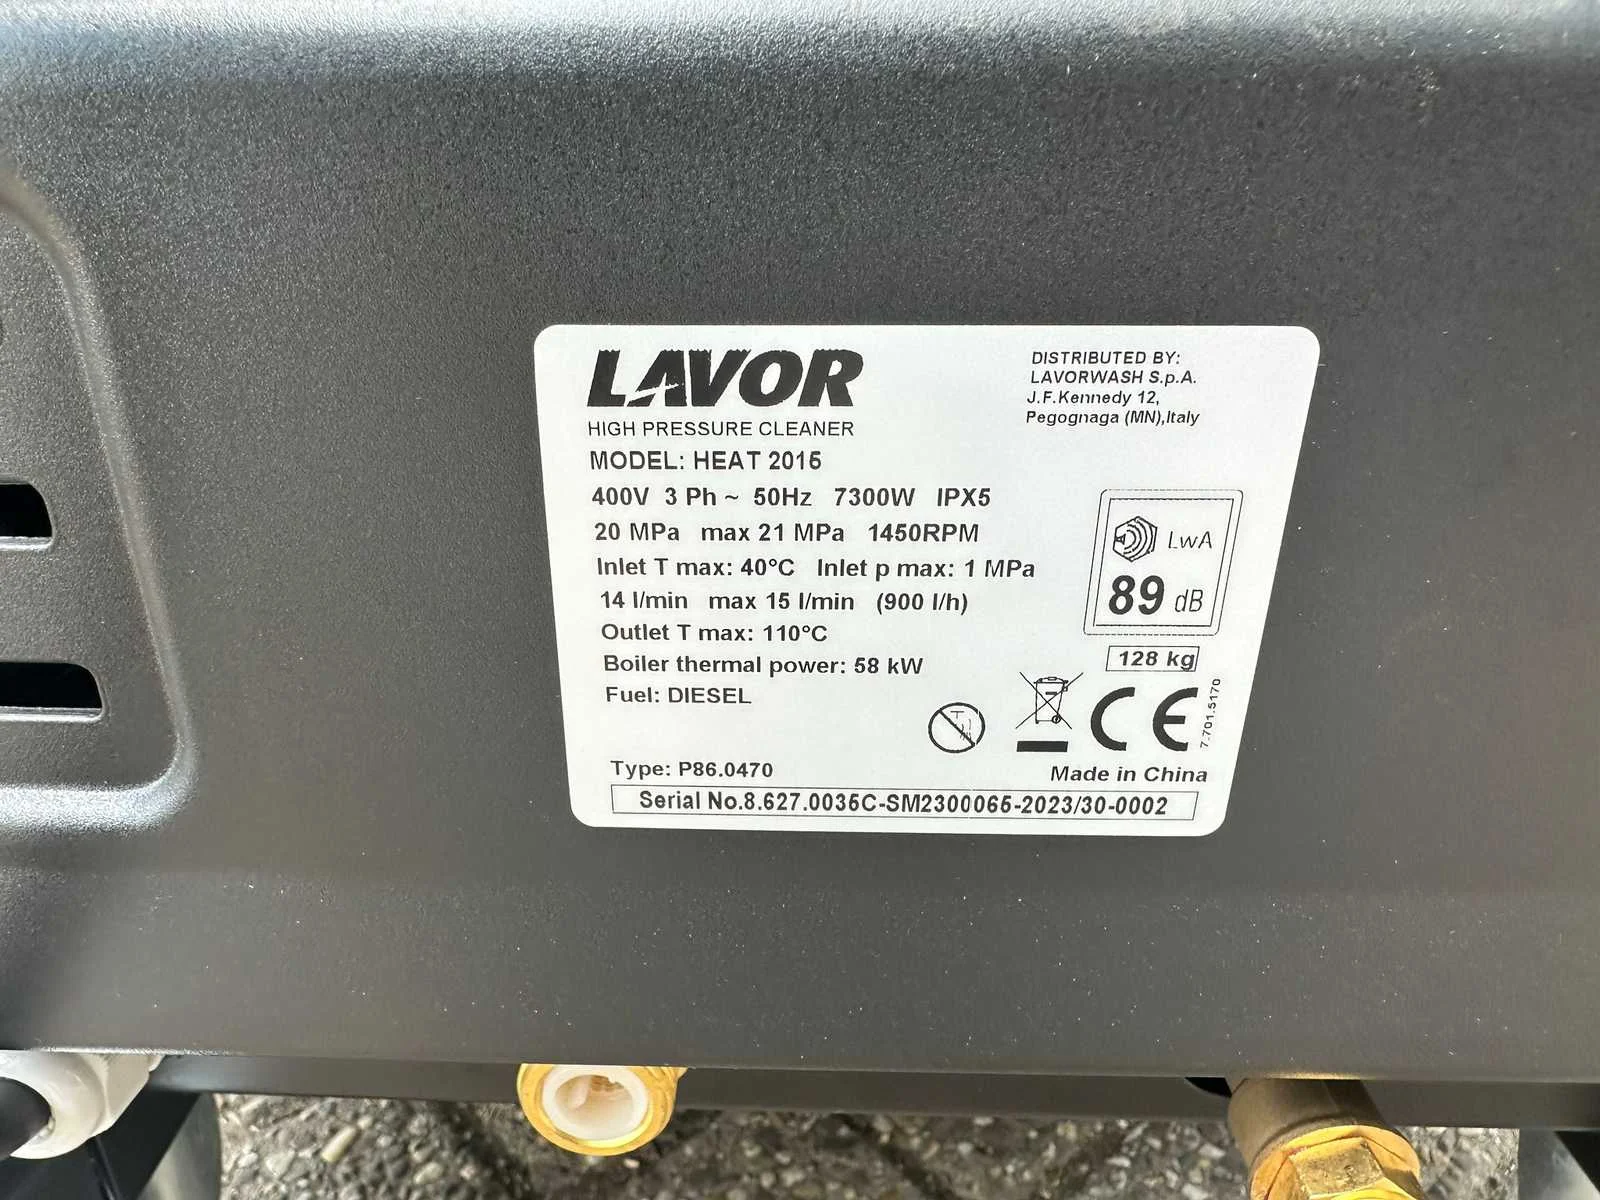 LAVOR
HIGH PRESSURE CLEANER
DISTRIBUTED BY:
LAVORWASH S.p.A.
J.F.Kennedy 12,
Pegognaga (MN),Italy
MODEL: HEAT 2015
400V 3 Ph ~ 50Hz 7300W IPX5
20 MPa max 21 MPa 1450RPM
Inlet T max: 40°C Inlet p max: 1 MPa
14 l/min max 15 l/min (900 l/h)
Outlet T max: 110°C
Boiler thermal power: 58 kW
Fuel: DIESEL
LwA
89 dB
128 kg
CE
7.701.5170
Type: P86.0470
Made in China
Serial No.8.627.0035C-SM2300065-2023/30-0002